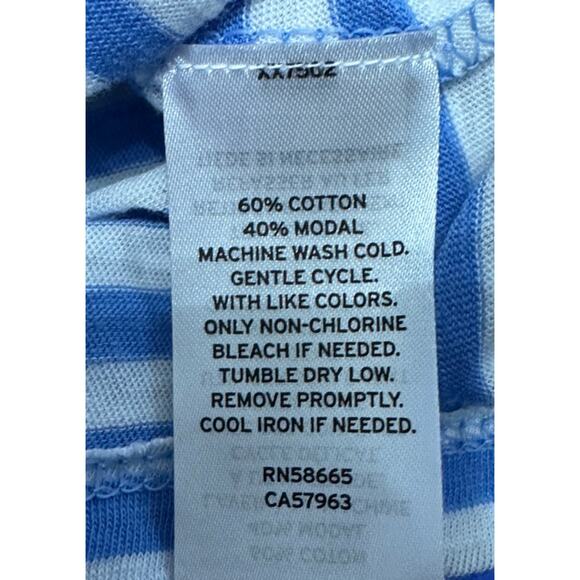 XX7502
60% COTTON
40% MODAL
MACHINE WASH COLD.
GENTLE CYCLE.
WITH LIKE COLORS.
ONLY NON-CHLORINE
BLEACH IF NEEDED.
TUMBLE DRY LOW.
REMOVE PROMPTLY.
COOL IRON IF NEEDED.
RN58665
CA57963